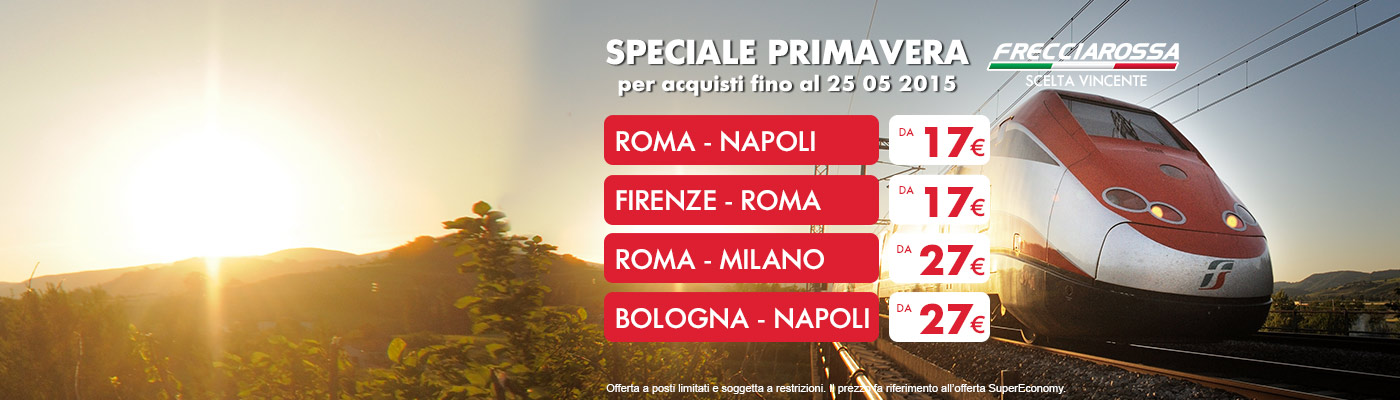 SPECIALE PRIMAVERA
per acquisti fino al 25 05 2015
FRECCIAROSSA
SCELTA VINCENTE
ROMA - NAPOLI DA 17€
FIRENZE - ROMA DA 17€
ROMA - MILANO DA 27€
BOLOGNA - NAPOLI DA 27€
Offerta a posti limitati e soggetta a restrizioni. Il prezzo fa riferimento all'offerta SuperEconomy.